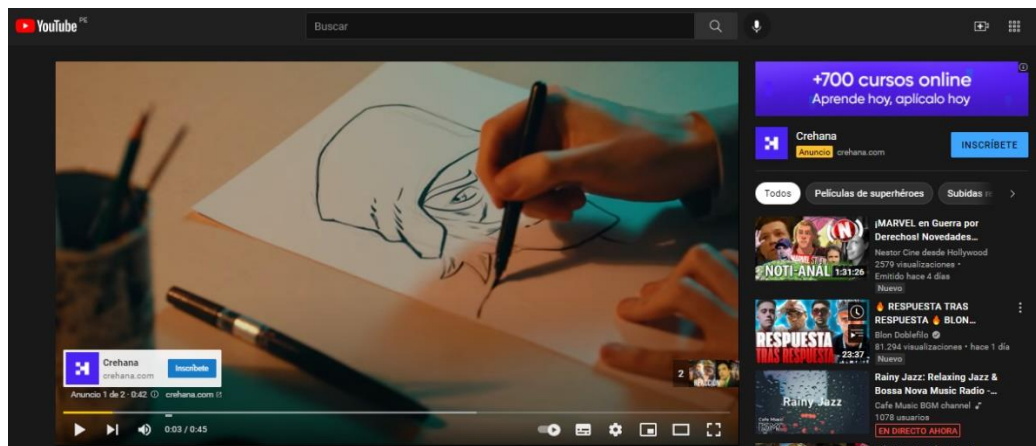 YouTube PE
Buscar
+700 cursos online
Aprende hoy, aplícalo hoy
Crehana
Anuncio crehana.com
INSCRÍBETE
Todos
Películas de superhéroes
Subidas
¡MARVEL en Guerra por
Derechos! Novedades...
Nestor Cine desde Hollywood
2579 visualizaciones •
Emitido hace 4 días
Nuevo
NOTI-ANAL
1:31:26
🔥 RESPUESTA TRAS
RESPUESTA 🔥 BLON...
Blon Doblefilo
81.294 visualizaciones • hace 1 día
Nuevo
RESPUESTA
TRAS RESPUESTA
23:37
Rainy Jazz: Relaxing Jazz &
Bossa Nova Music Radio -...
Cafe Music BGM channel
1078 usuarios
EN DIRECTO AHORA
Rainy Jazz
Crehana
crehana.com
Inscríbete
Anuncio 1 de 2 · 0:42 crehana.com
2
0:03 / 0:45